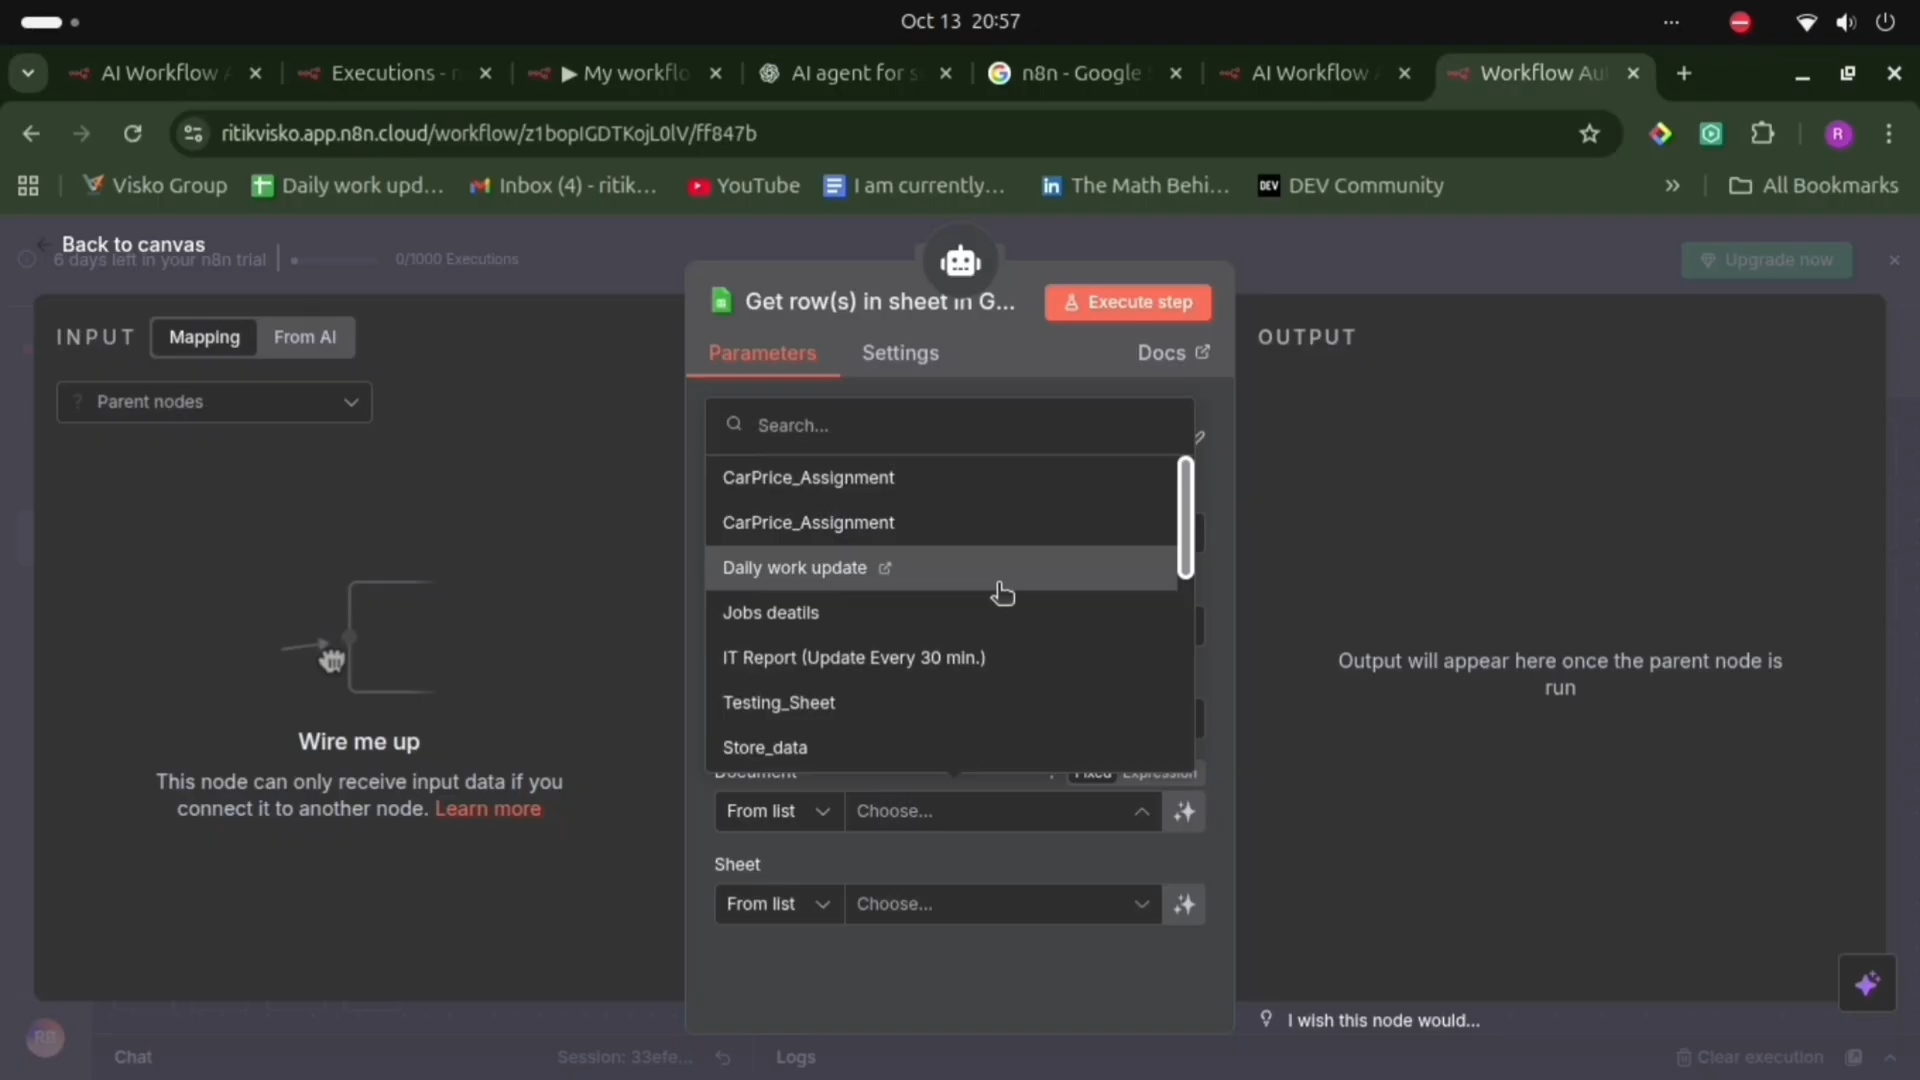 Oct 13 20:57
AI Workflow A
Executions - n
▶ My workflo
AI agent for s
n8n - Google S
AI Workflow A
Workflow Au
ritikvisko.app.n8n.cloud/workflow/z1bopIGDTKojL0lV/ff847b
R
Visko Group
Daily work upd...
Inbox (4) - ritik...
YouTube
I am currently...
The Math Behi...
DEV Community
All Bookmarks
Back to canvas
6 days left in your n8n trial
0/1000 Executions
Upgrade now
INPUT
Mapping
From AI
Parent nodes
Wire me up
This node can only receive input data if you
connect it to another node. Learn more
Get row(s) in sheet in G...
Execute step
Parameters
Settings
Docs
Search...
CarPrice_Assignment
CarPrice_Assignment
Daily work update
Jobs deatils
IT Report (Update Every 30 min.)
Testing_Sheet
Store_data
Document
Fixed Expression
From list
Choose...
Sheet
From list
Choose...
OUTPUT
Output will appear here once the parent node is
run
I wish this node would...
RB
Chat
Session: 33efe...
Logs
Clear execution